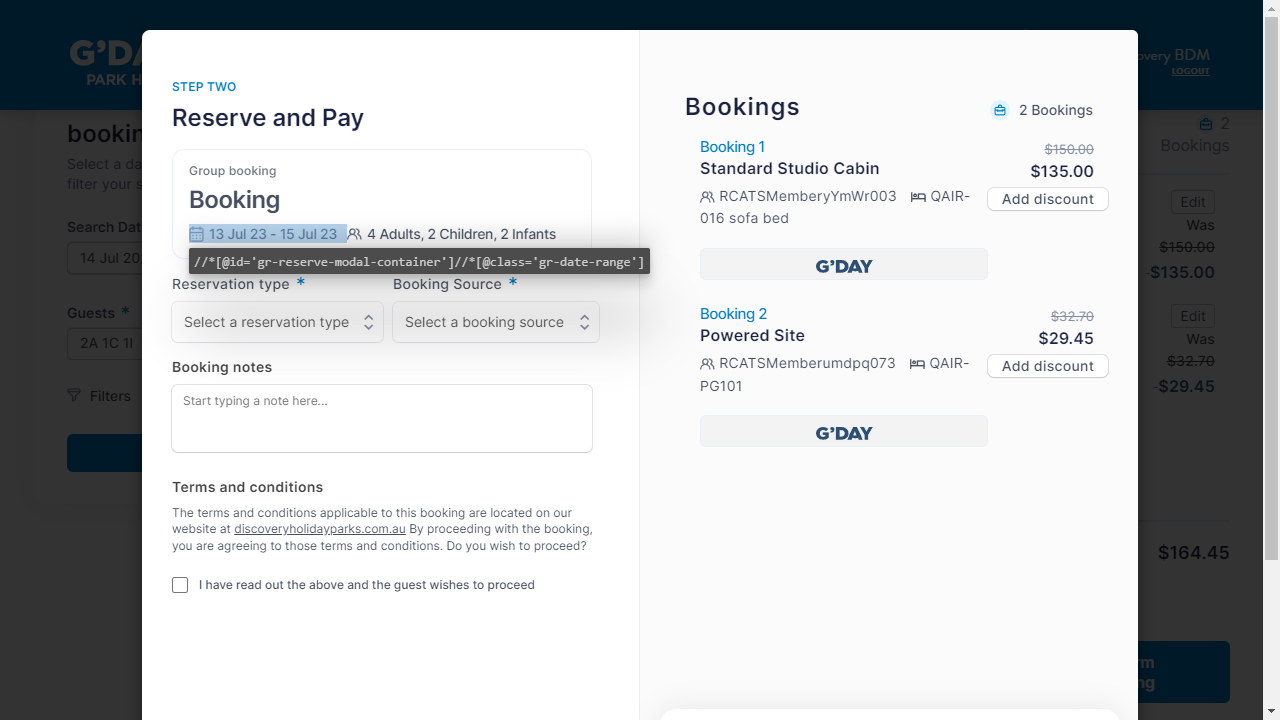 G'DA
PARK H
overy BDM
LOGOUT
bookin
Select a da
filter your s
Search Dat
14 Jul 20
Guests *
2A 1C 1I
Filters
STEP TWO
Reserve and Pay
Group booking
Booking
13 Jul 23 - 15 Jul 23 4 Adults, 2 Children, 2 Infants
//*[@id='gr-reserve-modal-container']//*[@class='gr-date-range']
Reservation type * Booking Source *
Select a reservation type Select a booking source
Booking notes
Start typing a note here...
Terms and conditions
The terms and conditions applicable to this booking are located on our
website at discoveryholidayparks.com.au By proceeding with the booking,
you are agreeing to those terms and conditions. Do you wish to proceed?
I have read out the above and the guest wishes to proceed
Bookings 2 Bookings
Booking 1 $150.00
Standard Studio Cabin $135.00
RCATSMemberyYmWr003 QAIR-
016 sofa bed
Add discount
G'DAY
Booking 2 $32.70
Powered Site $29.45
RCATSMemberumdpq073 QAIR-
PG101
Add discount
G'DAY
2
Bookings
Edit
Was
$150.00
$135.00
Edit
Was
$32.70
$29.45
$164.45
rm
ng